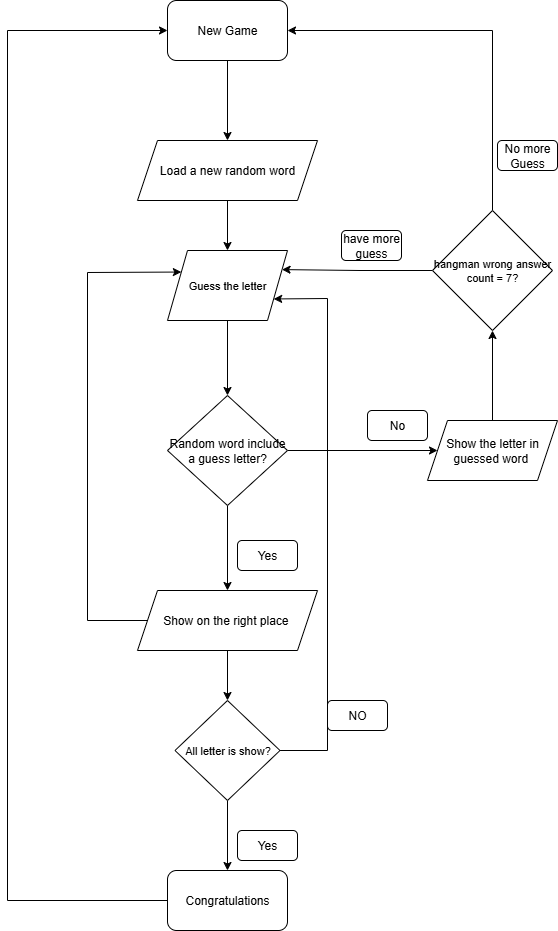 New Game
Load a new random word
No more
Guess
have more
guess
hangman wrong answer
count = 7?
Guess the letter
No
Random word include
a guess letter?
Show the letter in
guessed word
Yes
Show on the right place
NO
All letter is show?
Yes
Congratulations